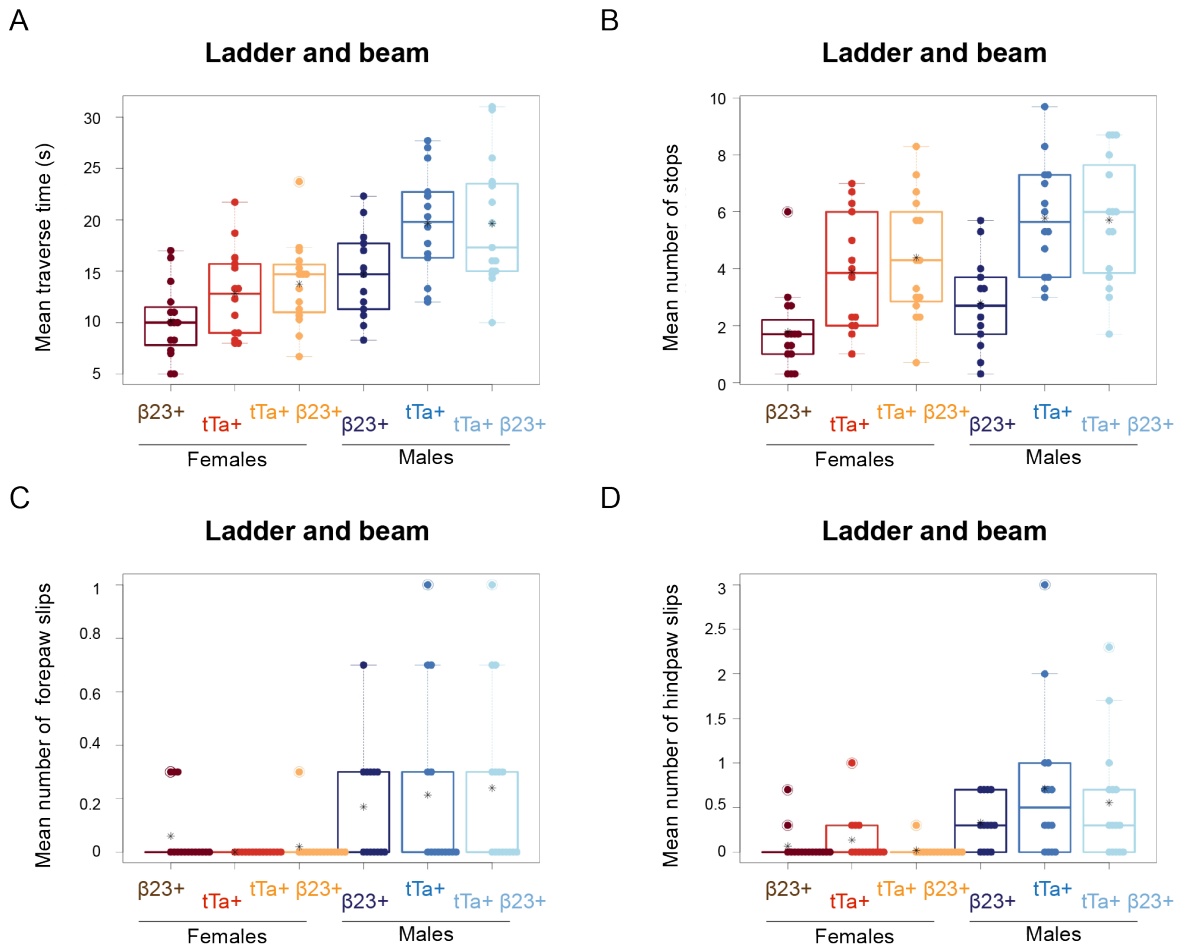 A
Ladder and beam
Mean traverse time (s)
30
25
20
15
10
5
β23+
tTa+
tTa+ β23+
β23+
tTa+
tTa+ β23+
Females
Males
B
Ladder and beam
Mean number of stops
10
8
6
4
2
0
β23+
tTa+
tTa+ β23+
β23+
tTa+
tTa+ β23+
Females
Males
C
Ladder and beam
Mean number of forepaw slips
1
0.8
0.6
0.4
0.2
0
β23+
tTa+
tTa+ β23+
β23+
tTa+
tTa+ β23+
Females
Males
D
Ladder and beam
Mean number of hindpaw slips
3
2.5
2
1.5
1
0.5
0
β23+
tTa+
tTa+ β23+
β23+
tTa+
tTa+ β23+
Females
Males